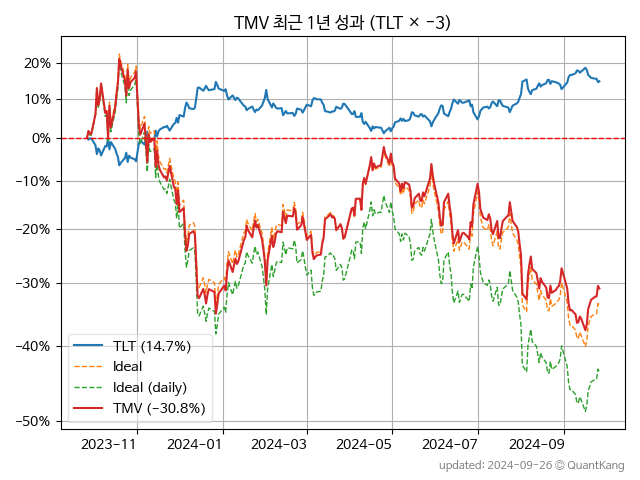 TMV 최근 1년 성과 (TLT × −3)
20%
10%
0%
−10%
−20%
−30%
−40%
−50%
TLT (14.7%)
Ideal
Ideal (daily)
TMV (−30.8%)
2023−11 2024−01 2024−03 2024−05 2024−07 2024−09
updated: 2024−09−26 © QuantKang